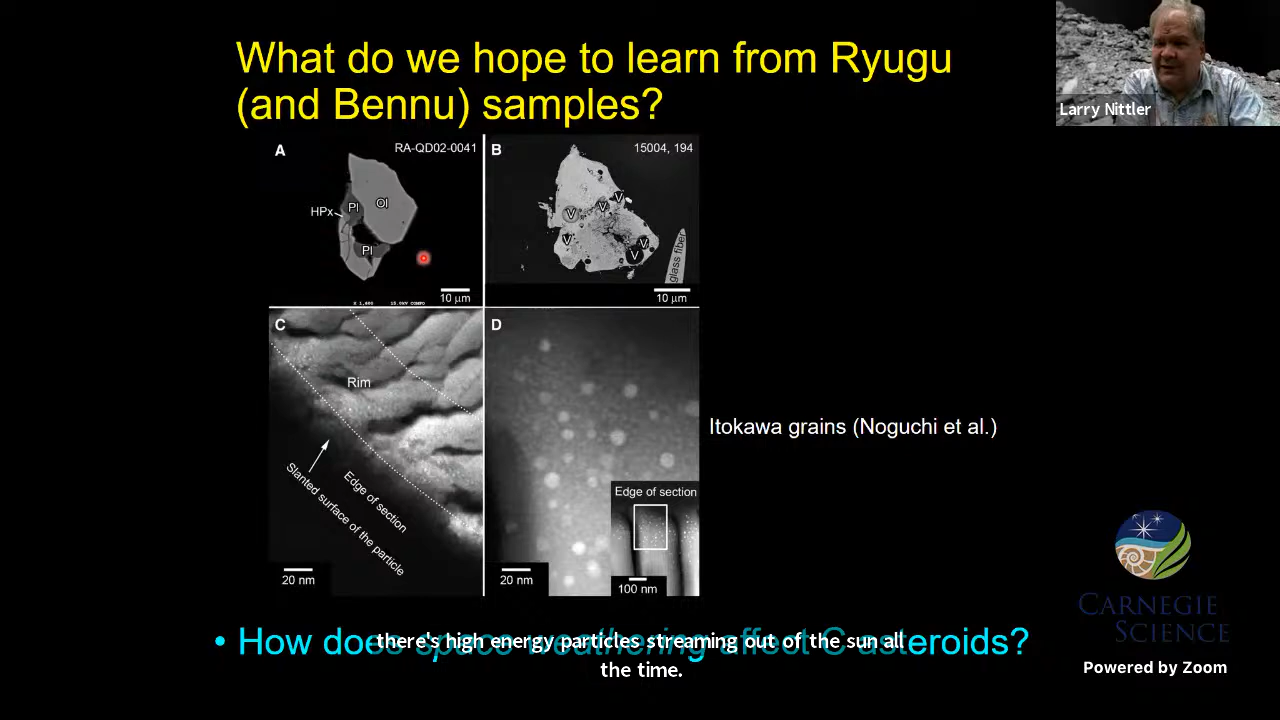 What do we hope to learn from Ryugu
(and Bennu) samples?
Larry Nittler
A
RA-QD02-0041
HPx
Pl
Ol
Pl
10 µm
B
15004, 194
V
V
V
V
V
V
glass fiber
10 µm
C
Rim
Slanted surface of the particle
Edge of section
20 nm
D
Edge of section
20 nm
100 nm
Itokawa grains (Noguchi et al.)
• How does space weathering affect C-asteroids?
there's high energy particles streaming out of the sun all
the time.
CARNEGIE
SCIENCE
Powered by Zoom